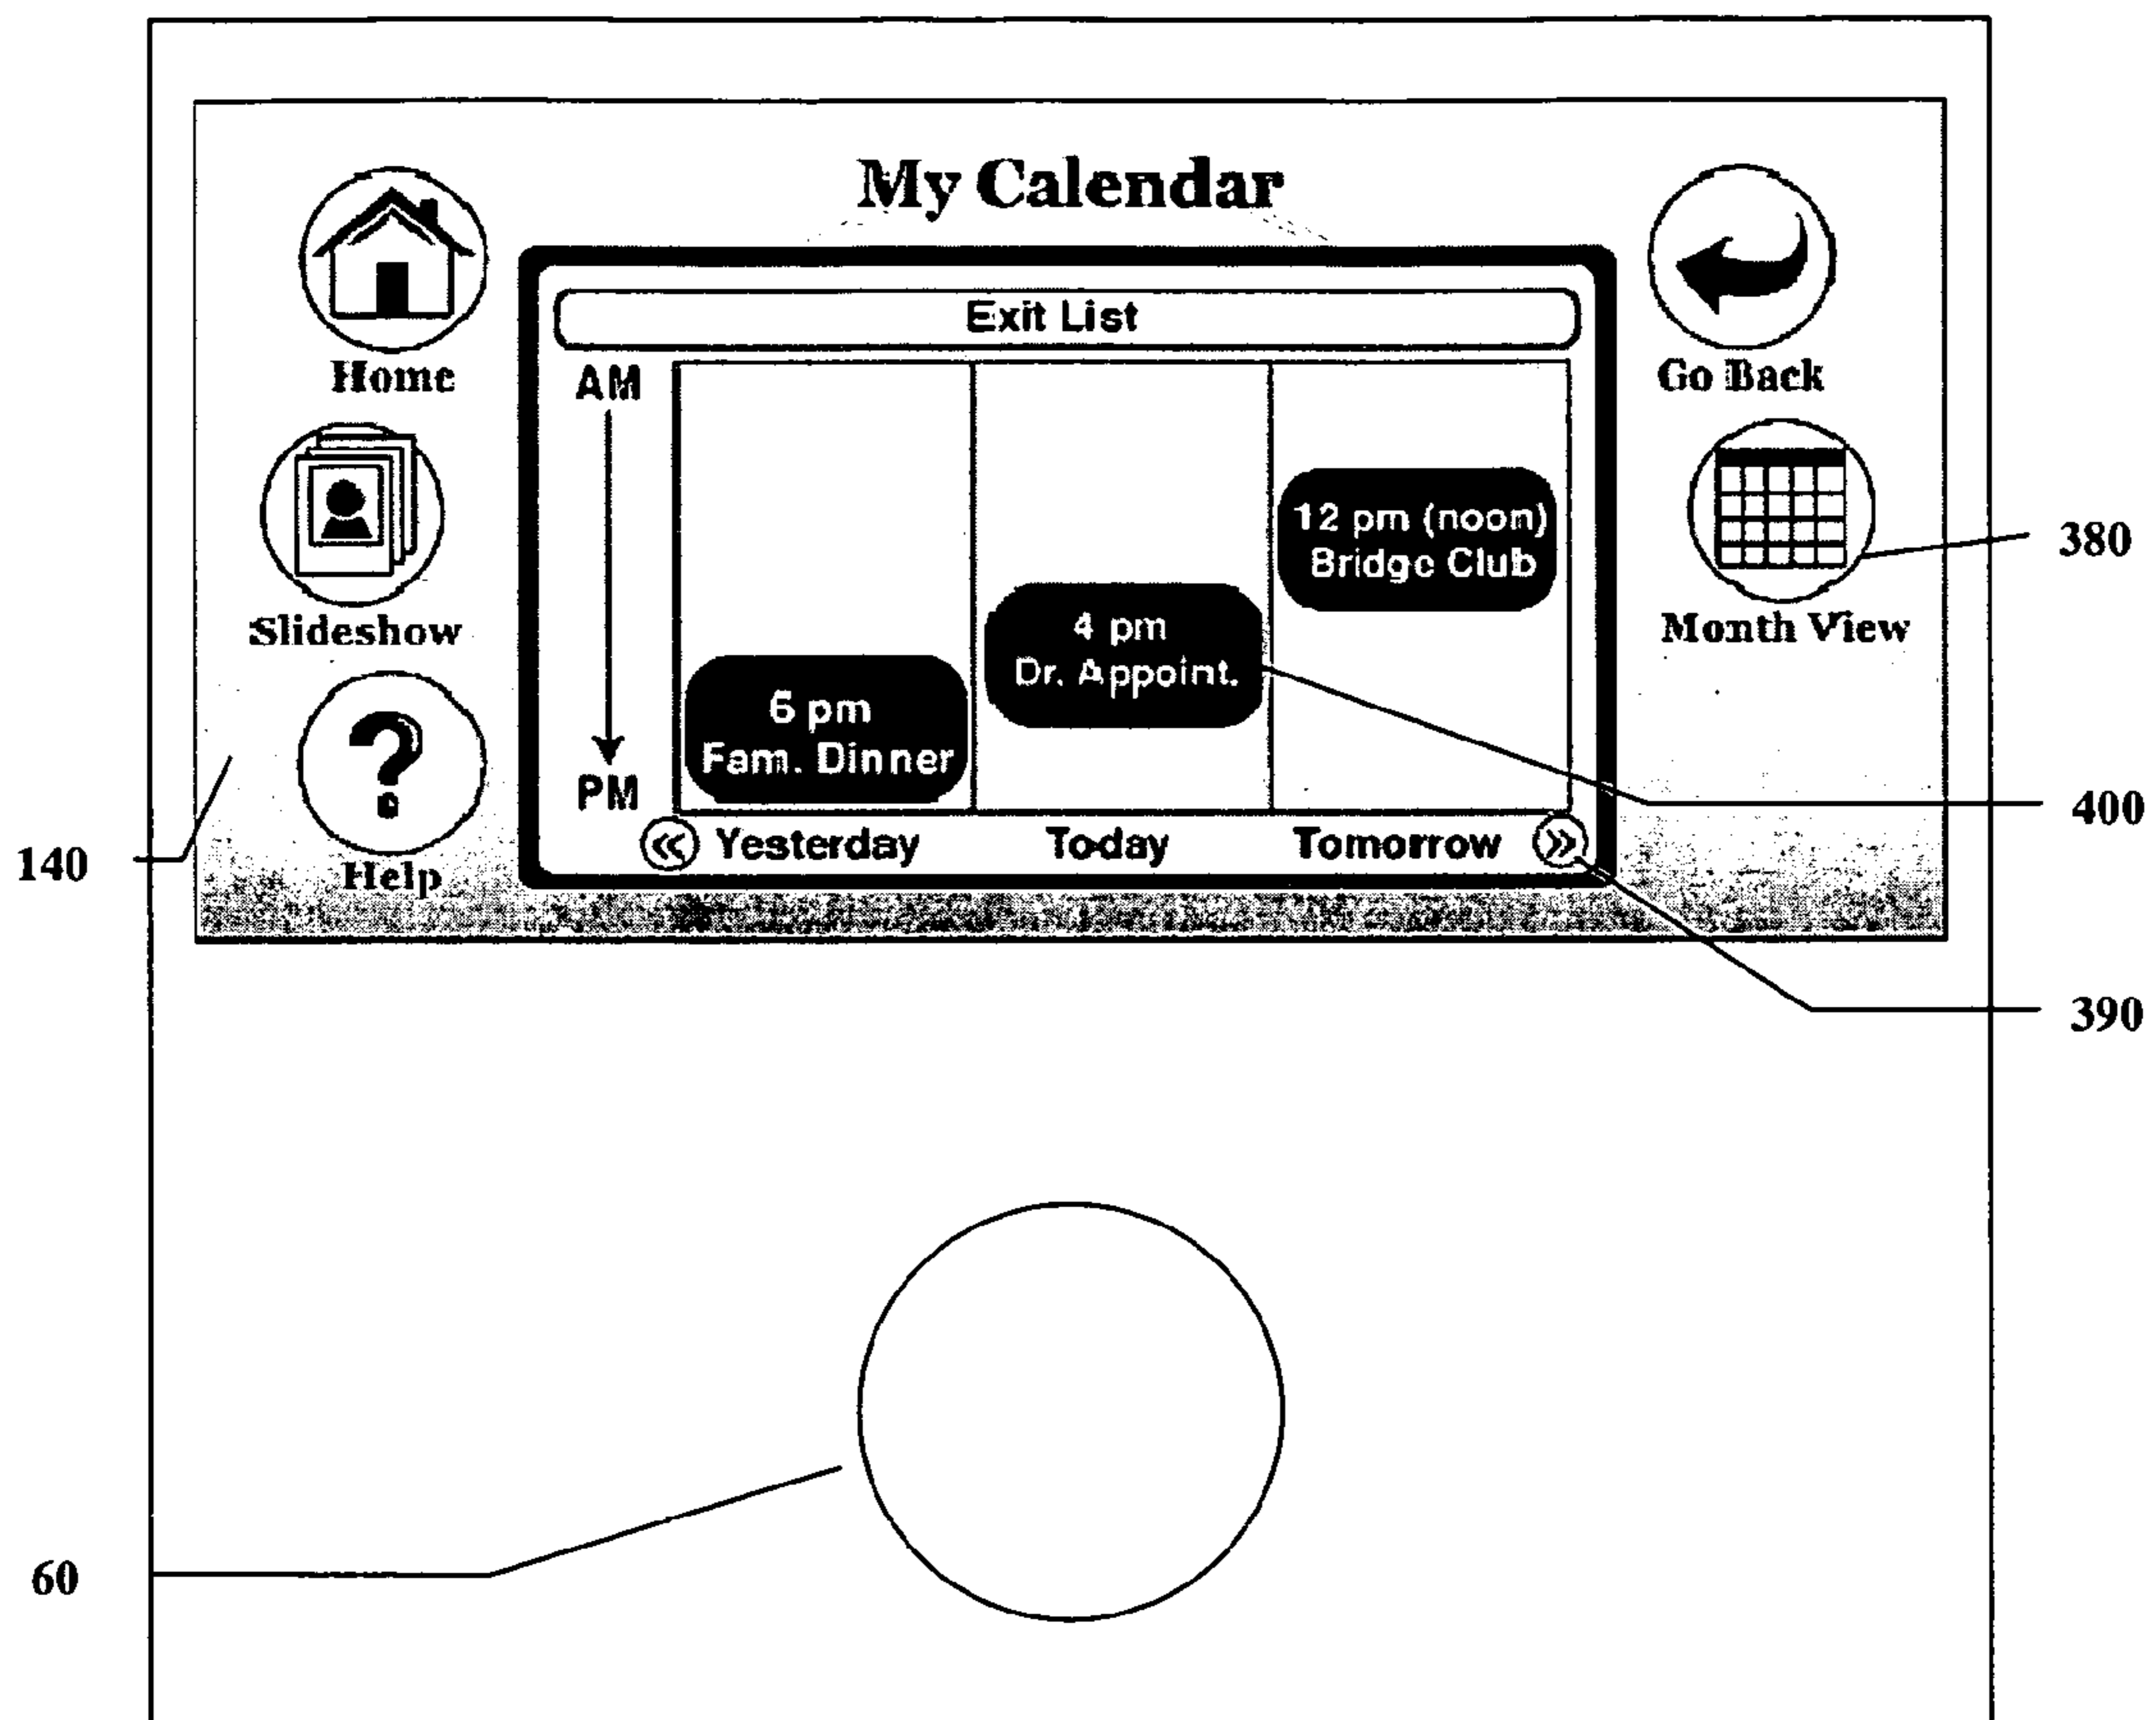 My Calendar
Home
Slideshow
Help
Exit List
AM
PM
6 pm
Fam. Dinner
4 pm
Dr. Appoint.
12 pm (noon)
Bridge Club
« Yesterday Today Tomorrow »
Go Back
Month View
380
400
390
140
60